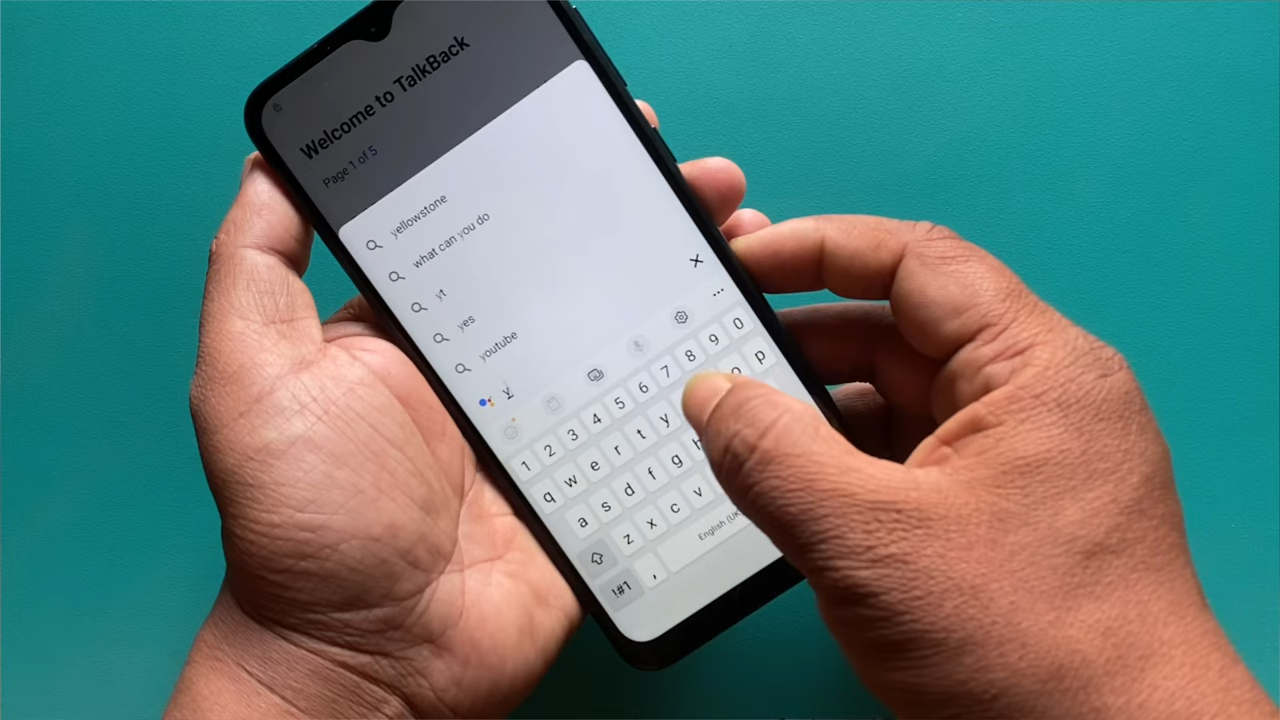 Welcome to TalkBack
Page 1 of 5
yellowstone
what can you do
yt
yes
youtube
y
1 2 3 4 5 6 7 8 9 0
q w e r t y o p
a s d f g h
z x c v
!#1 , English (UK